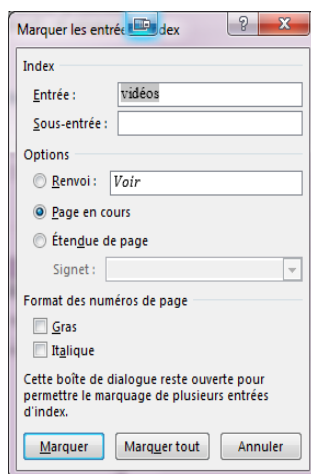 Marquer les entrées dex
Index
Entrée : vidéos
Sous-entrée :
Options
Renvoi : Voir
Page en cours
Étendue de page
Signet :
Format des numéros de page
Gras
Italique
Cette boîte de dialogue reste ouverte pour
permettre le marquage de plusieurs entrées
d'index.
Marquer Marquer tout Annuler